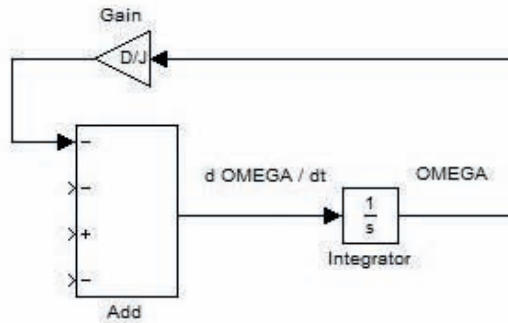 Gain
D/J
−
−
+
−
Add
d OMEGA / dt
1
s
Integrator
OMEGA